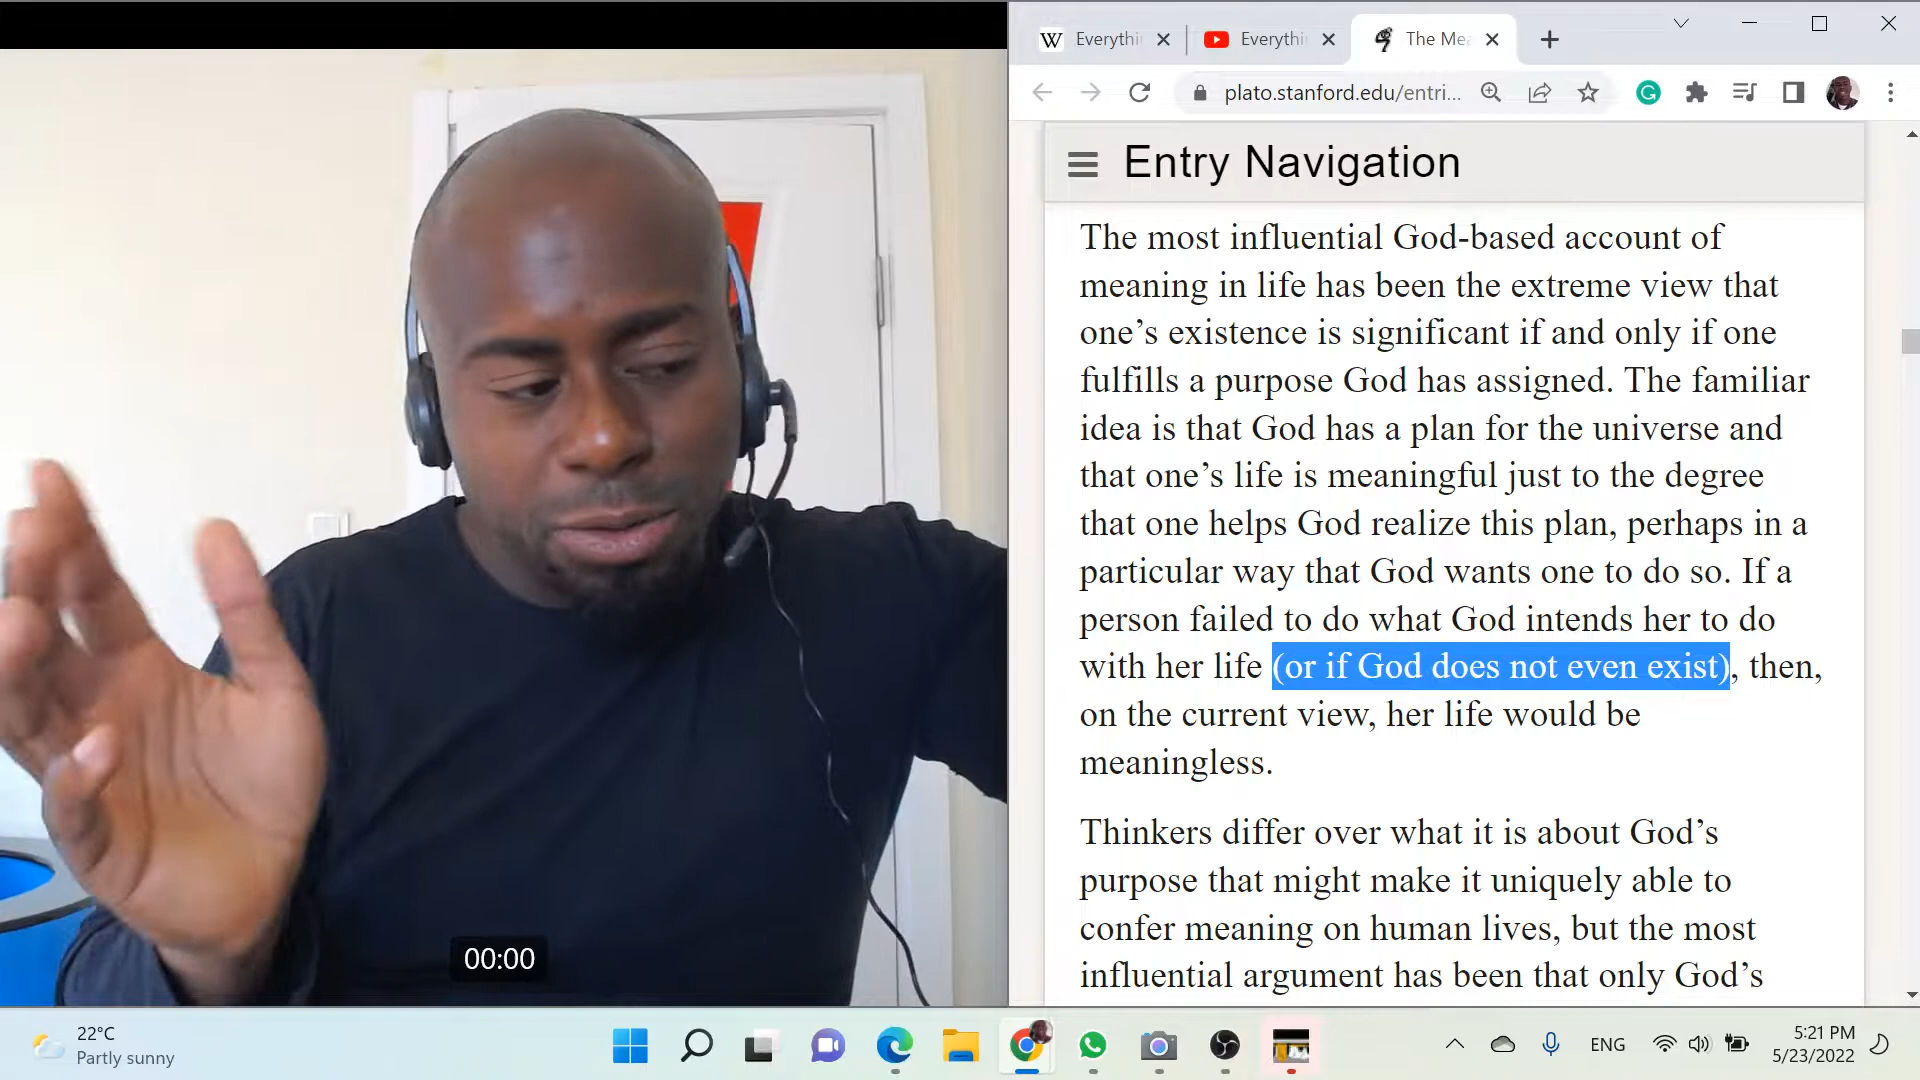 Everythi
Everythi
The Mea
plato.stanford.edu/entri...
Entry Navigation
The most influential God-based account of
meaning in life has been the extreme view that
one’s existence is significant if and only if one
fulfills a purpose God has assigned. The familiar
idea is that God has a plan for the universe and
that one’s life is meaningful just to the degree
that one helps God realize this plan, perhaps in a
particular way that God wants one to do so. If a
person failed to do what God intends her to do
with her life (or if God does not even exist), then,
on the current view, her life would be
meaningless.
Thinkers differ over what it is about God’s
purpose that might make it uniquely able to
confer meaning on human lives, but the most
influential argument has been that only God’s
00:00
22°C
Partly sunny
ENG
5:21 PM
5/23/2022